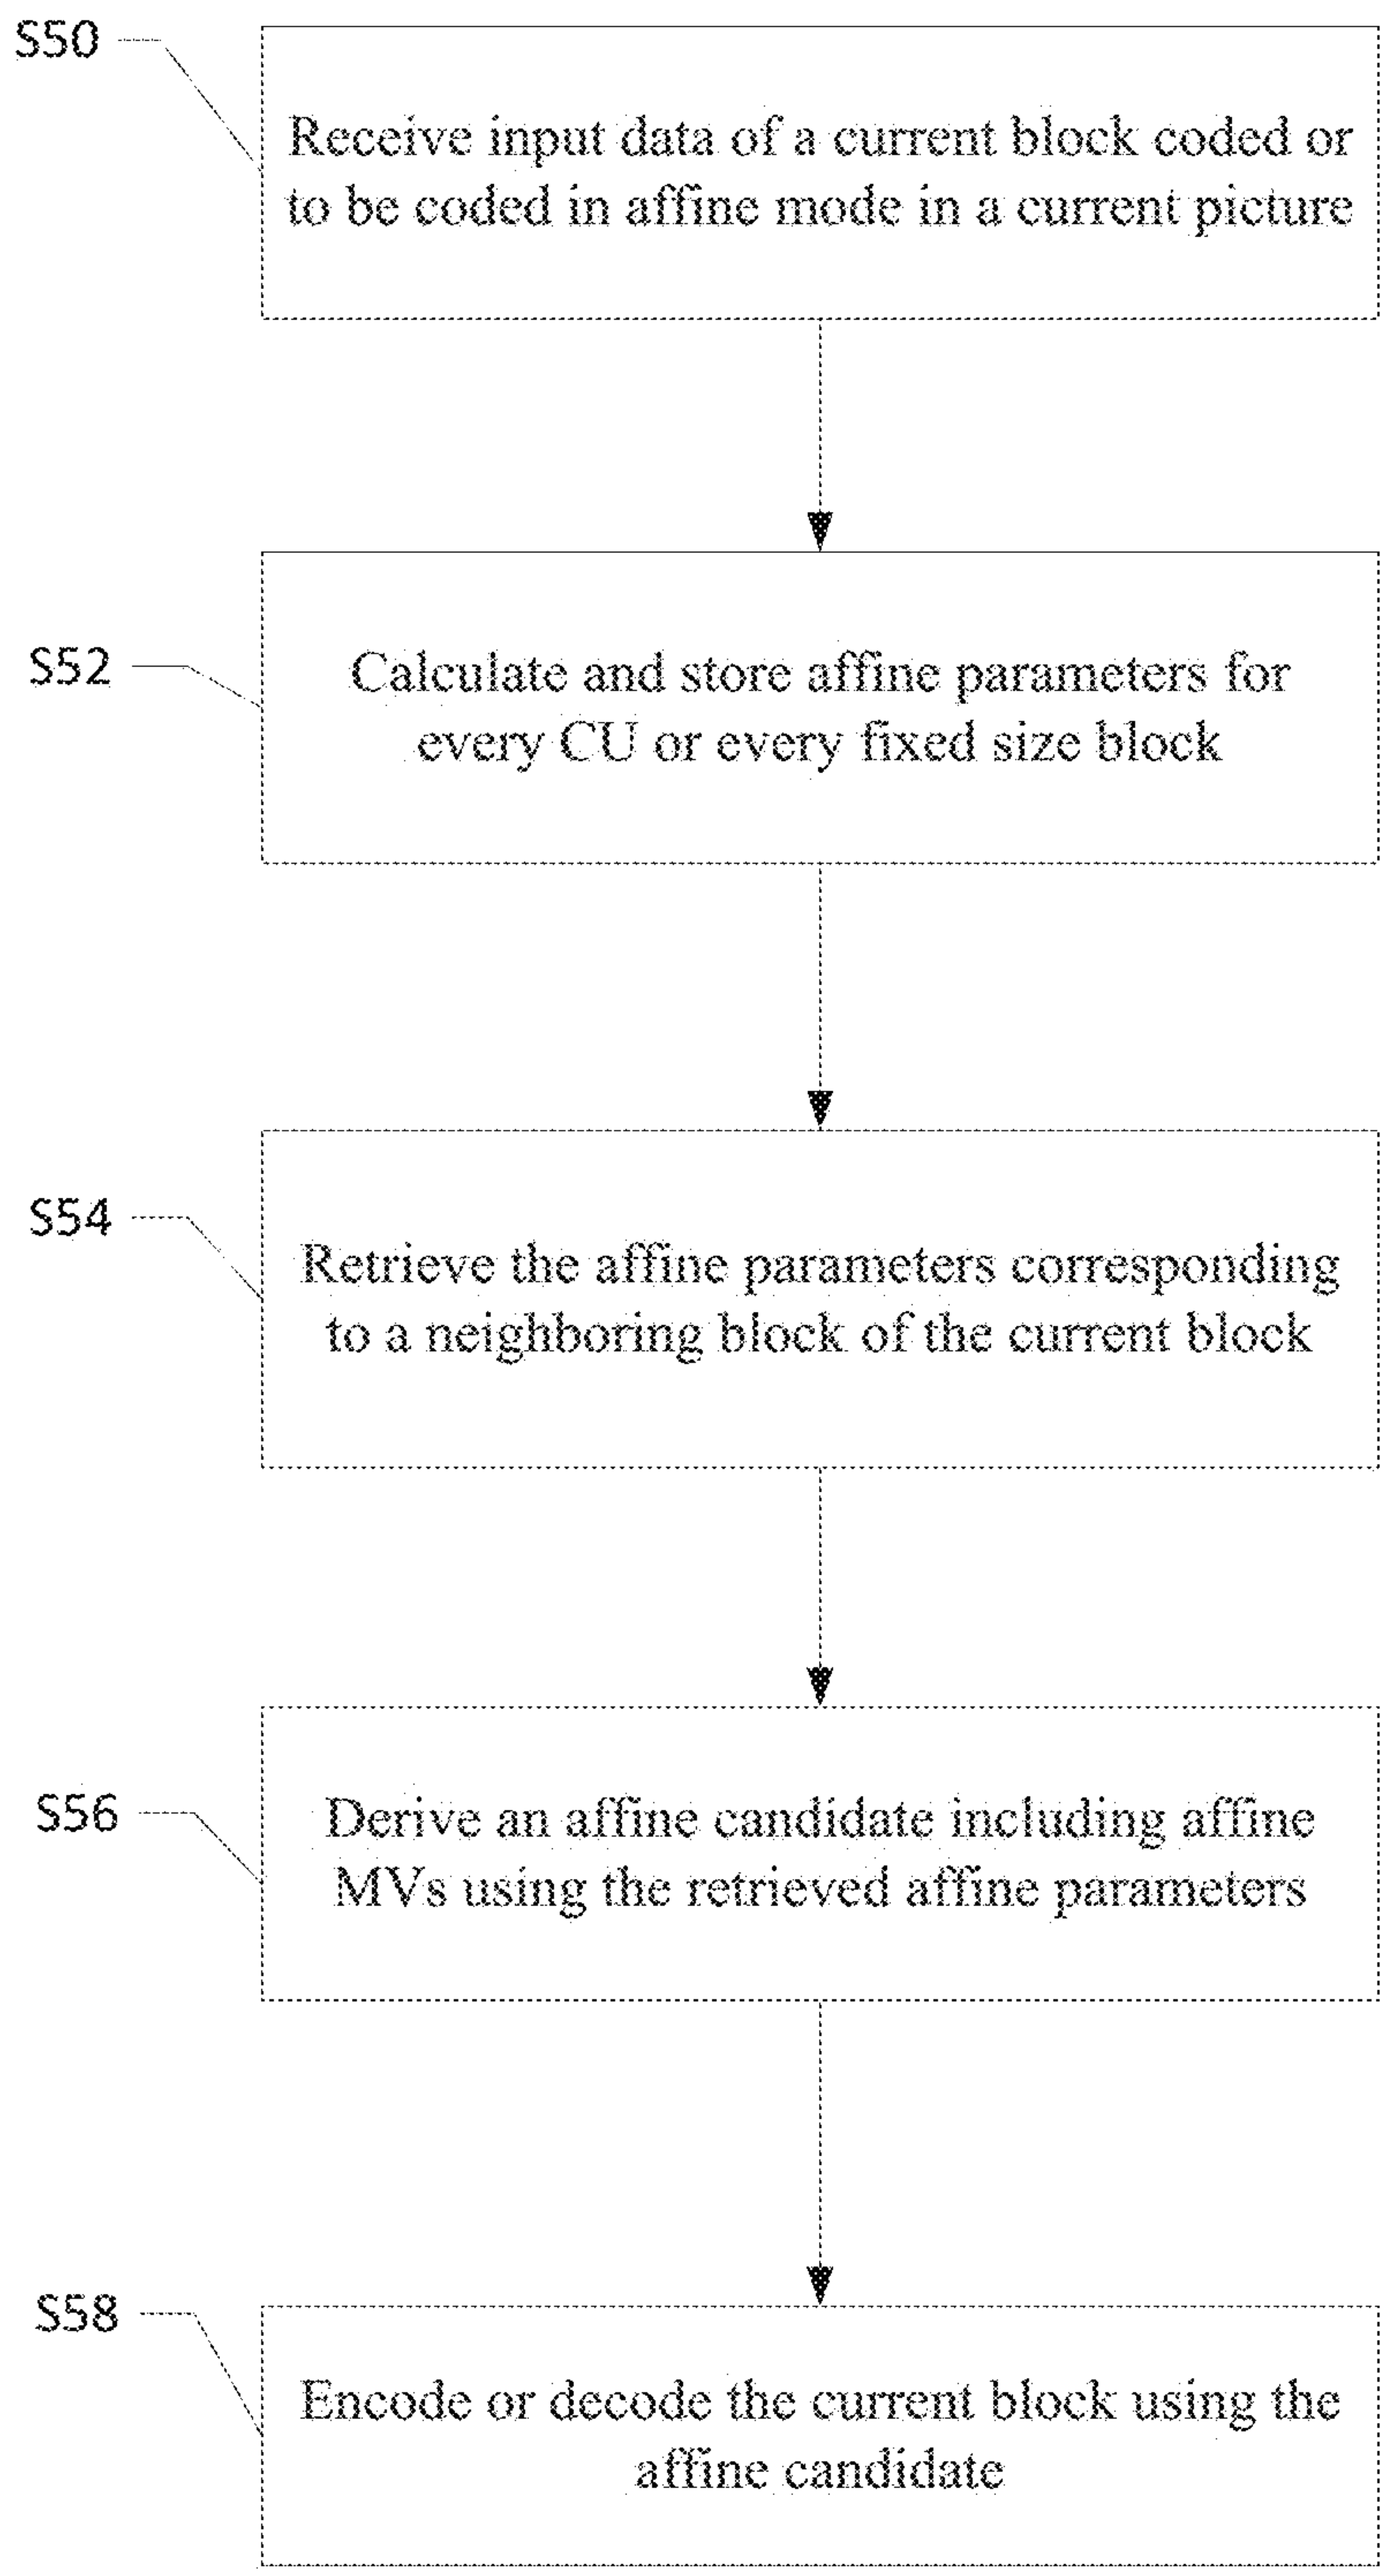 S50
Receive input data of a current block coded or
to be coded in affine mode in a current picture
S52
Calculate and store affine parameters for
every CU or every fixed size block
S54
Retrieve the affine parameters corresponding
to a neighboring block of the current block
S56
Derive an affine candidate including affine
MVs using the retrieved affine parameters
S58
Encode or decode the current block using the
affine candidate